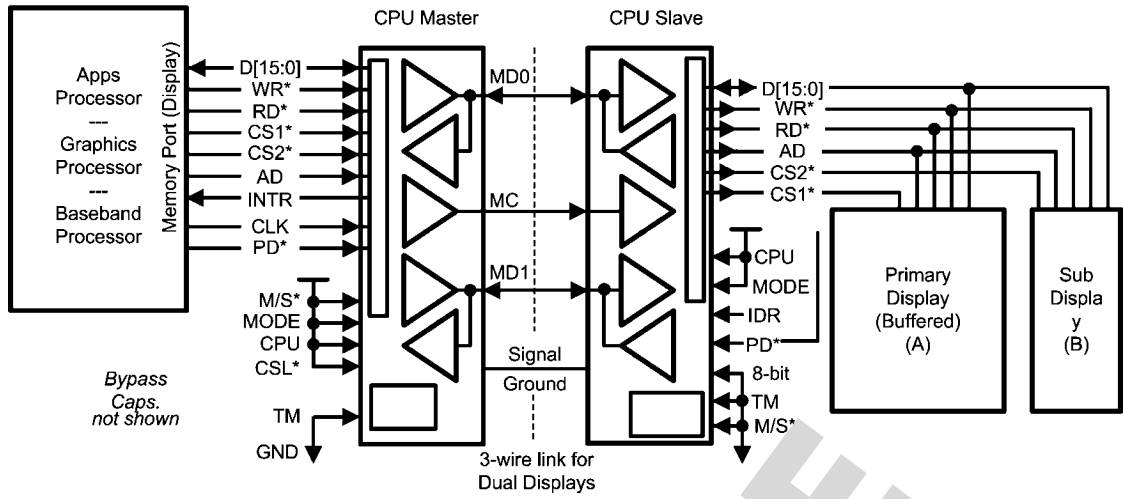 CPU Master
CPU Slave
Apps
Processor
---
Graphics
Processor
---
Baseband
Processor
Memory Port (Display)
D[15:0]
WR*
RD*
CS1*
CS2*
AD
INTR
CLK
PD*
M/S*
MODE
CPU
CSL*
TM
GND
Bypass
Caps.
not shown
MD0
MC
MD1
Signal
Ground
3-wire link for
Dual Displays
D[15:0]
WR*
RD*
AD
CS2*
CS1*
CPU
MODE
IDR
PD*
8-bit
TM
M/S*
Primary
Display
(Buffered)
(A)
Sub
Displa
y
(B)